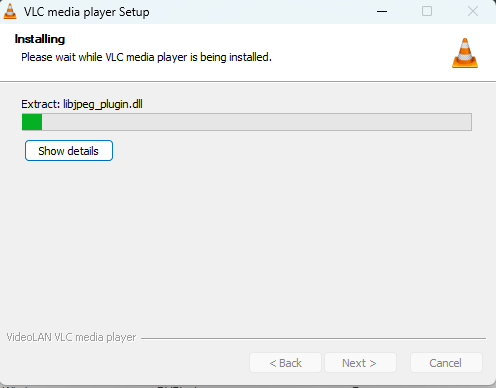 VLC media player Setup
Installing
Please wait while VLC media player is being installed.
Extract: libjpeg_plugin.dll
Show details
VideoLAN VLC media player
< Back Next > Cancel